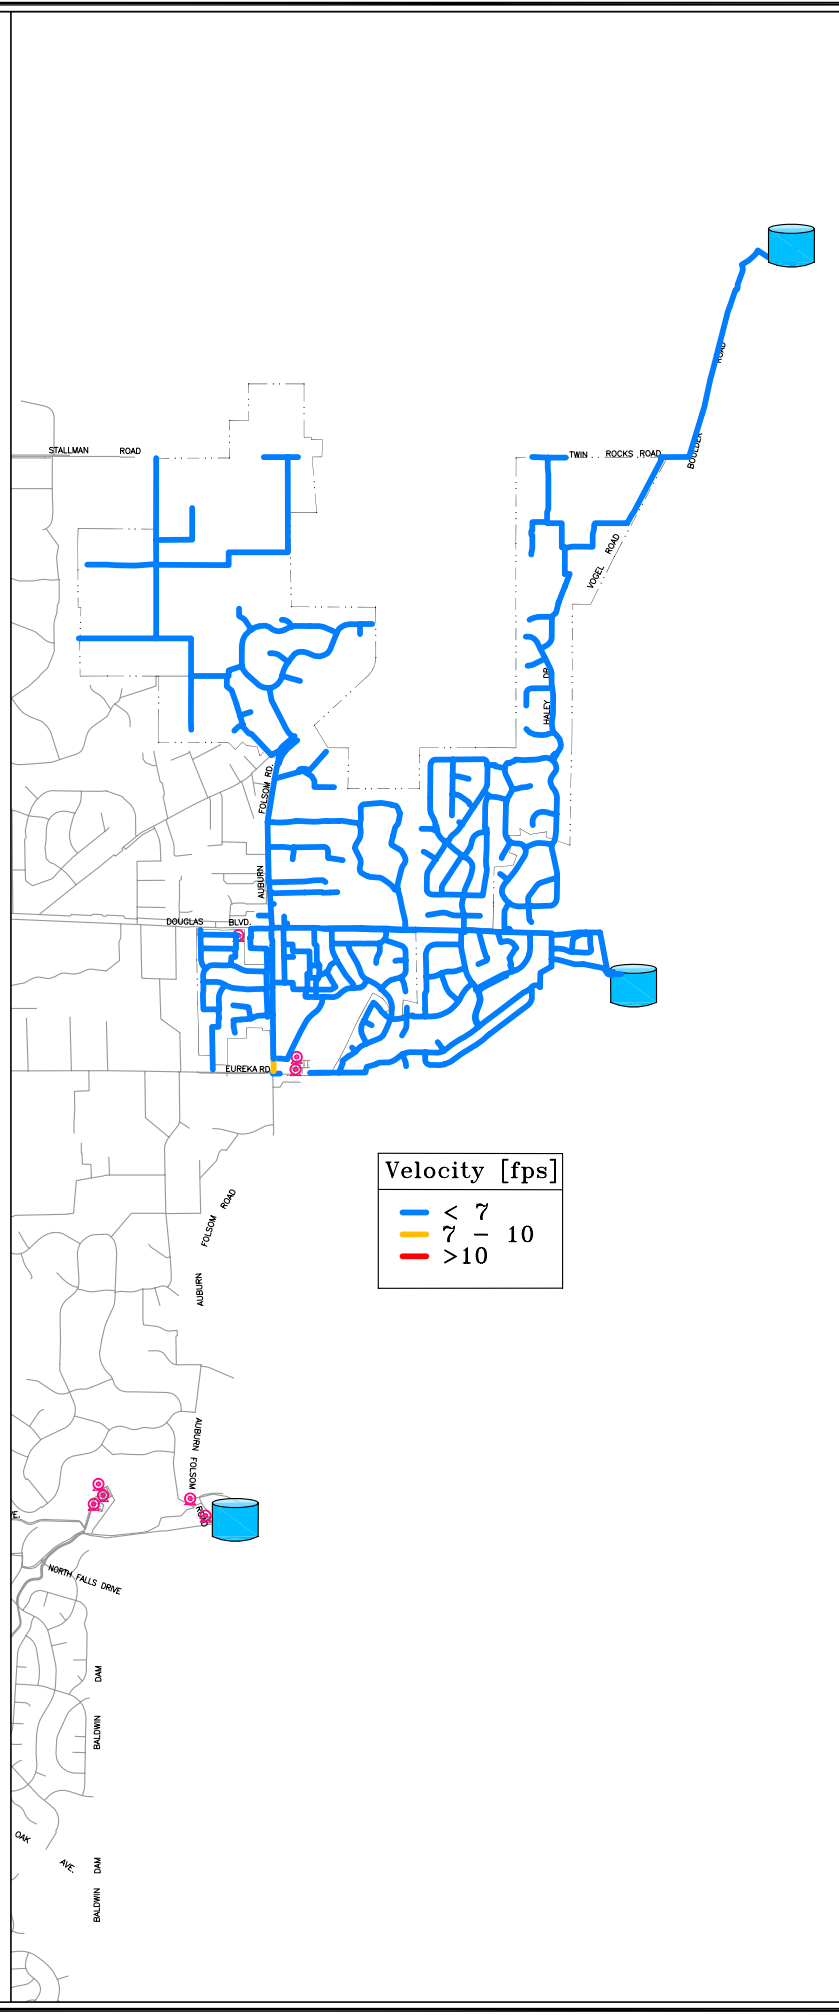 ROAD
BOULDER
STALLMAN ROAD
TWIN ROCKS ROAD
VOGEL ROAD
HALEY DR
FOLSOM RD.
AUBURN
DOUGLAS BLVD.
EUREKA RD
Velocity [fps]
< 7
7 - 10
>10
FOLSOM ROAD
AUBURN
AUBURN FOLSOM ROAD
E.
NORTH FALLS DRIVE
BALDWIN DAM
OAK AVE.
BALDWIN DAM